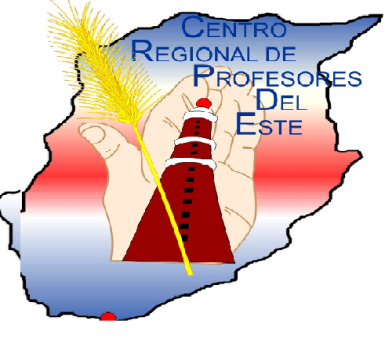 CENTRO
REGIONAL DE
PROFESORES
DEL
ESTE